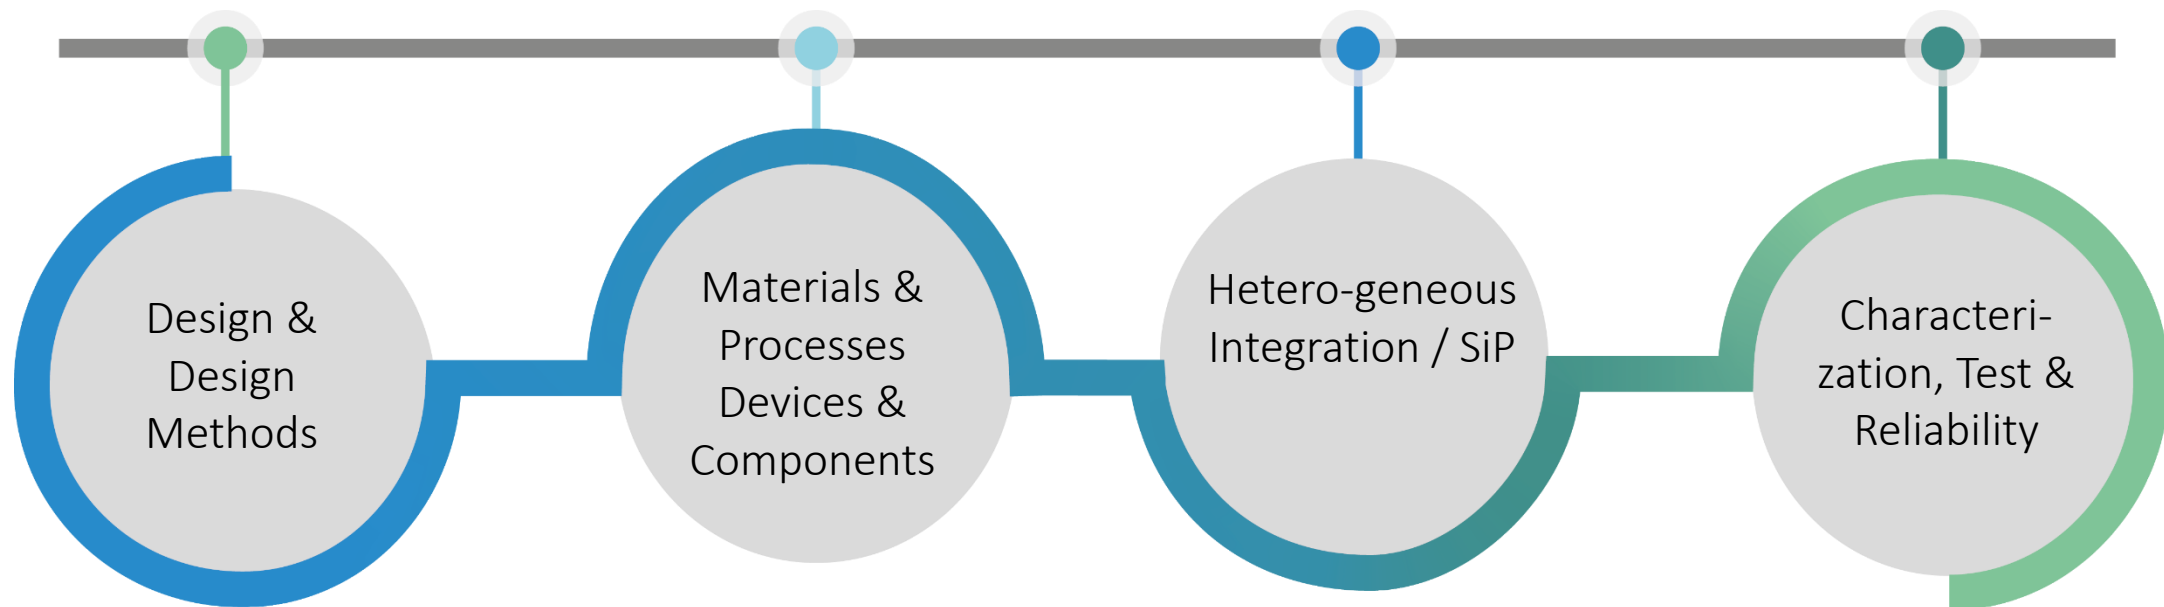 Design &
Design
Methods
Materials &
Processes
Devices &
Components
Hetero-geneous
Integration / SiP
Characteri-
zation, Test &
Reliability